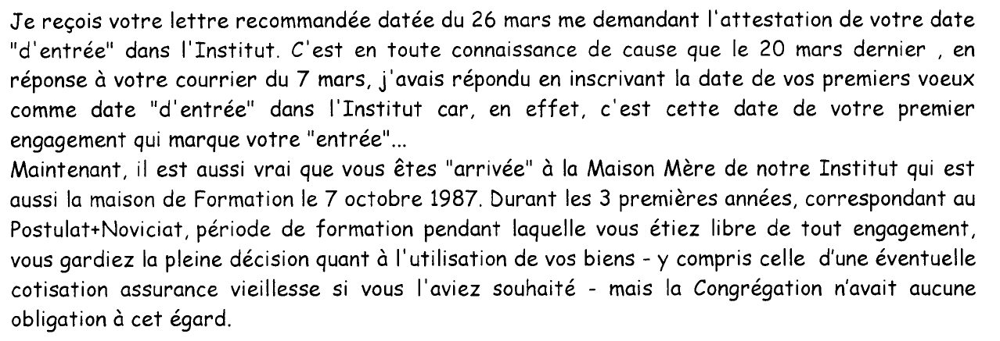 Je reçois votre lettre recommandée datée du 26 mars me demandant l'attestation de votre date
"d'entrée" dans l'Institut. C'est en toute connaissance de cause que le 20 mars dernier , en
réponse à votre courrier du 7 mars, j'avais répondu en inscrivant la date de vos premiers voeux
comme date "d'entrée" dans l'Institut car, en effet, c'est cette date de votre premier
engagement qui marque votre "entrée"...
Maintenant, il est aussi vrai que vous êtes "arrivée" à la Maison Mère de notre Institut qui est
aussi la maison de Formation le 7 octobre 1987. Durant les 3 premières années, correspondant au
Postulat+Noviciat, période de formation pendant laquelle vous étiez libre de tout engagement,
vous gardiez la pleine décision quant à l'utilisation de vos biens - y compris celle d'une éventuelle
cotisation assurance vieillesse si vous l'aviez souhaité - mais la Congrégation n'avait aucune
obligation à cet égard.